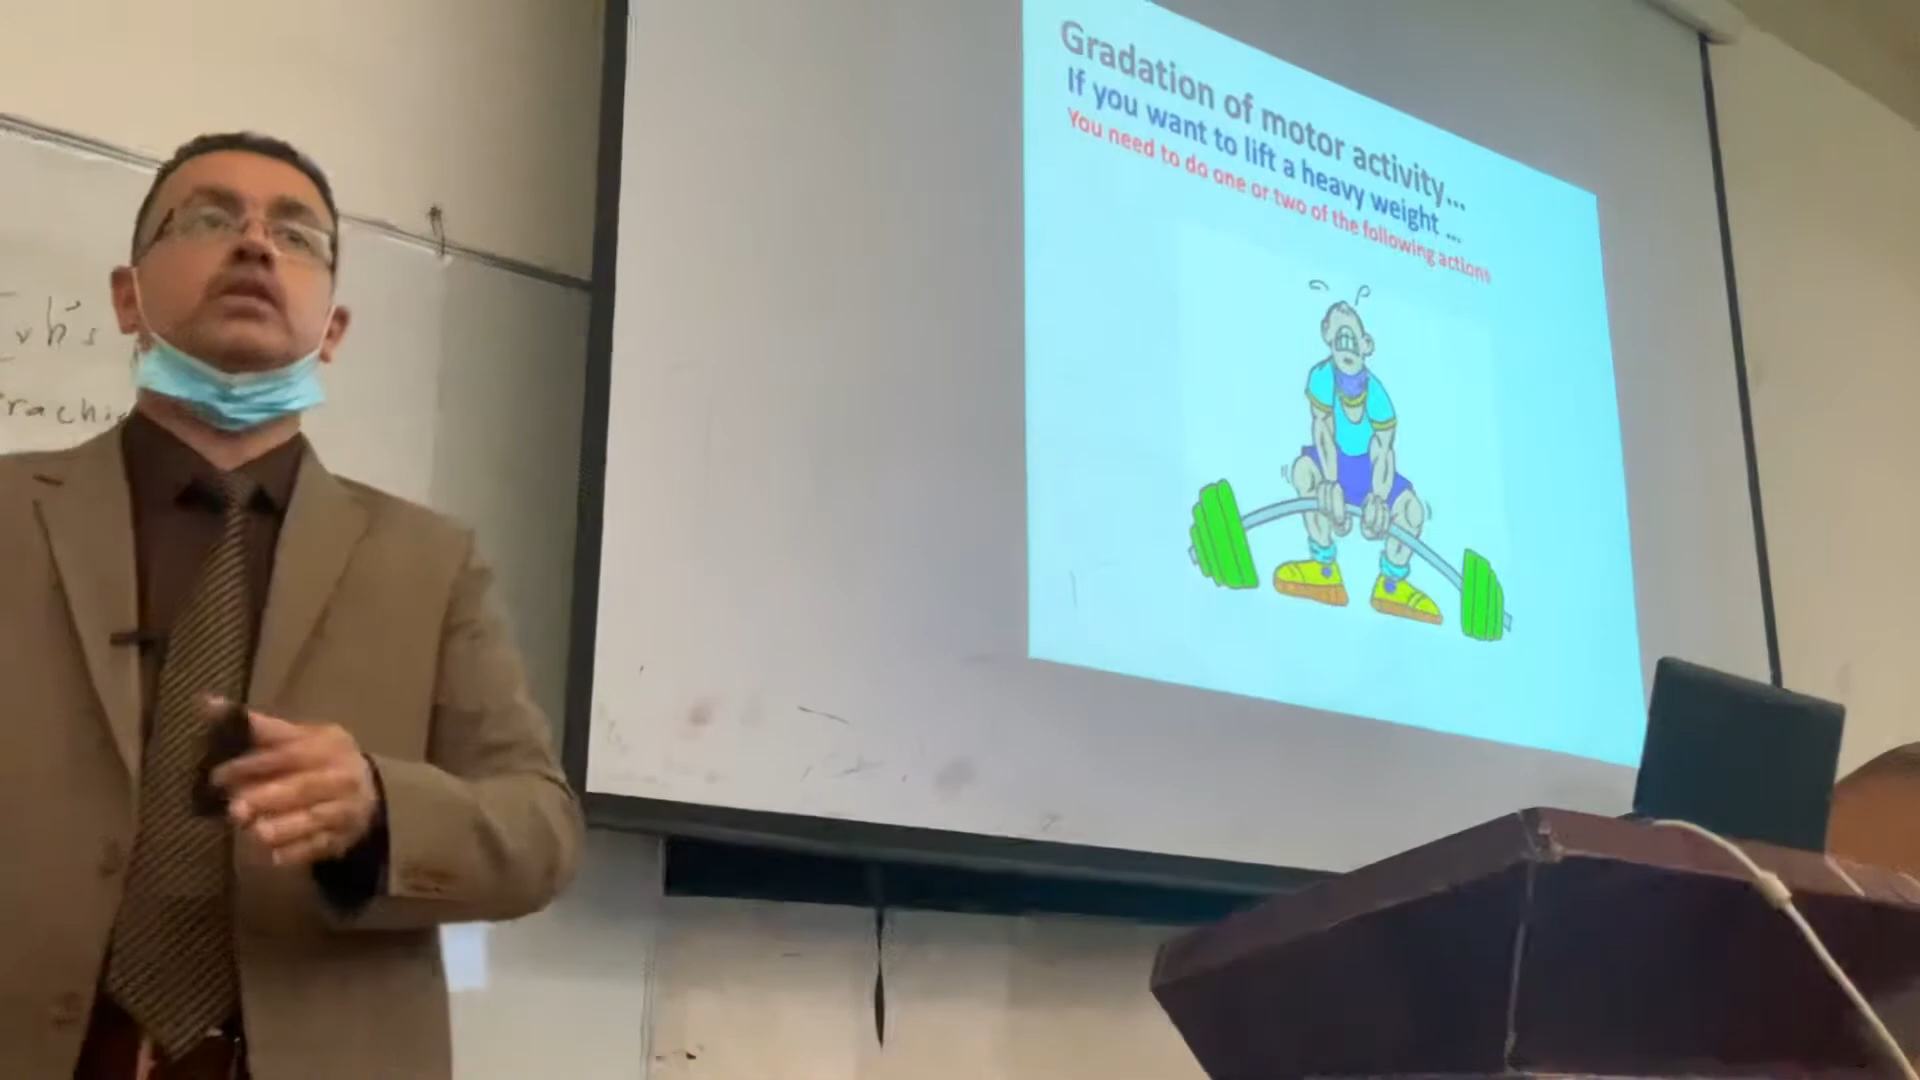 Gradation of motor activity...
If you want to lift a heavy weight ...
You need to do one or two of the following actions